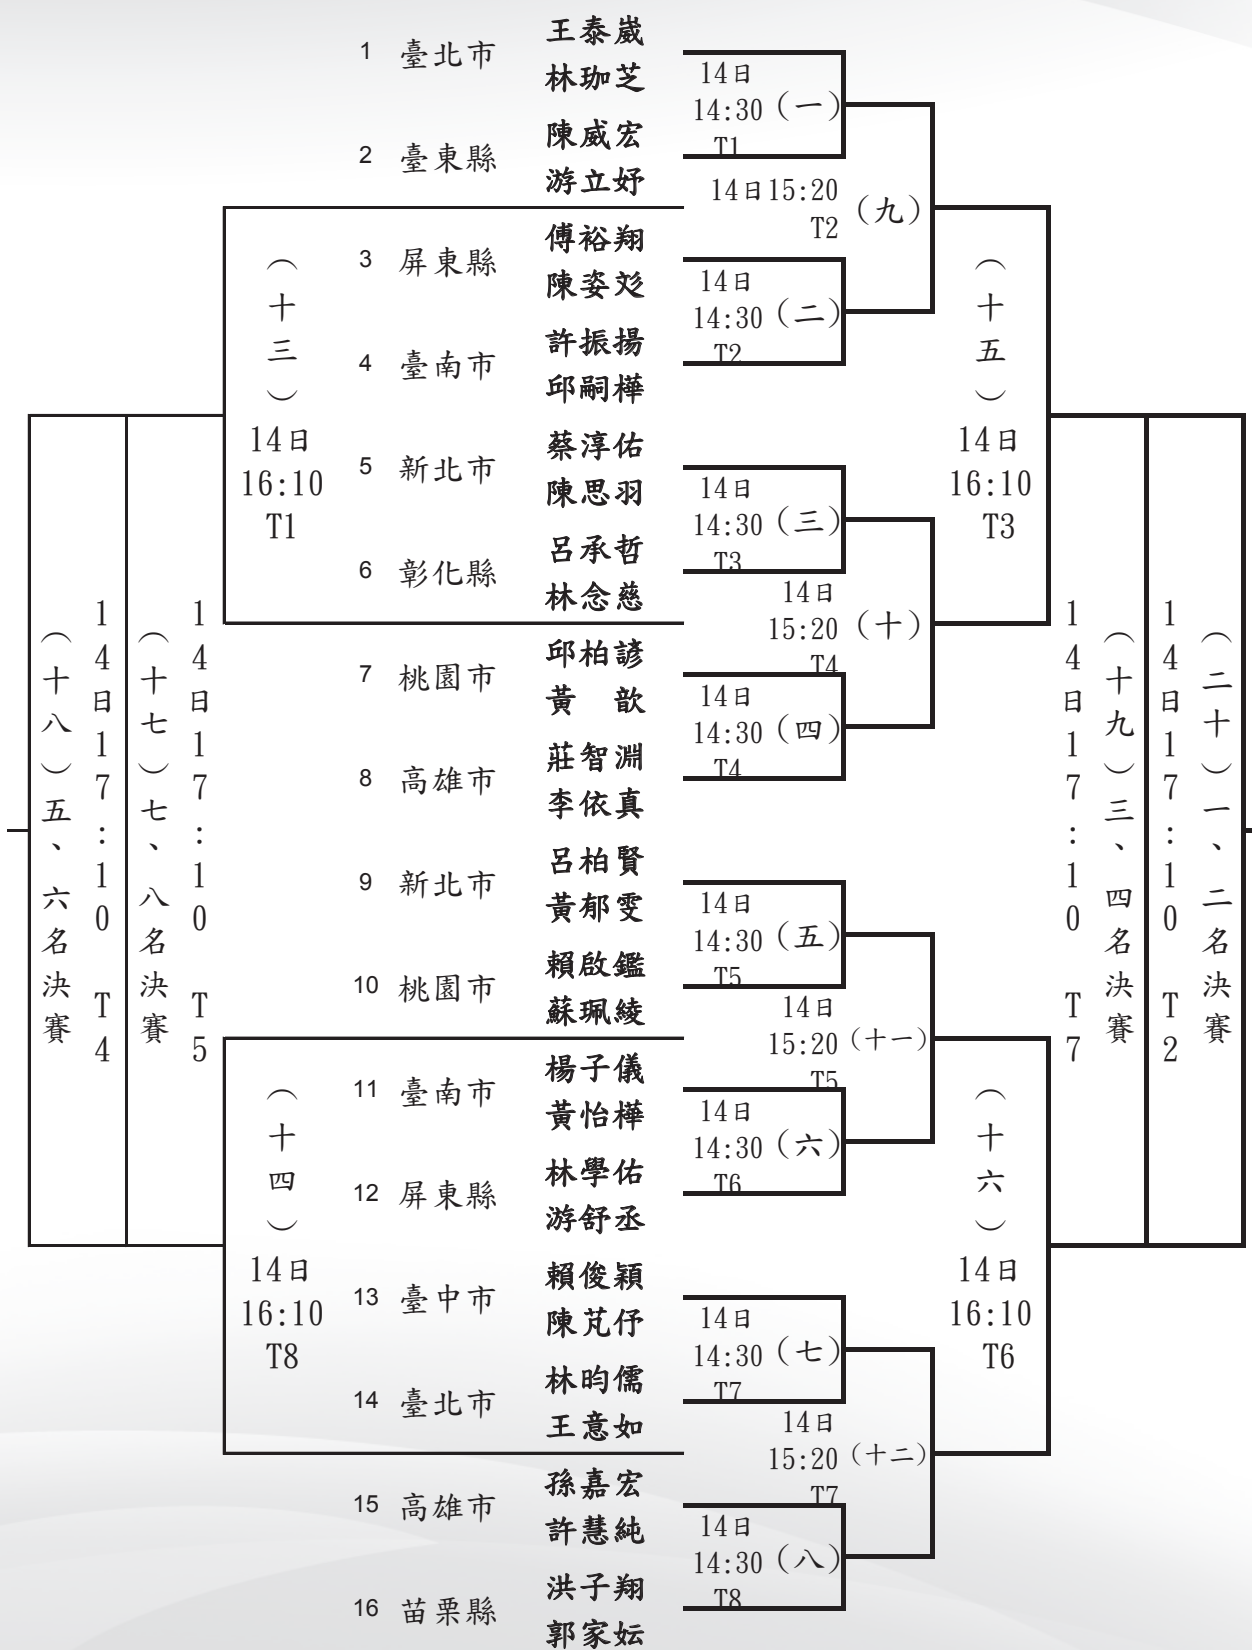 1 臺北市 王泰崴
林珈芝
14日
14:30 (一)
T1
2 臺東縣 陳威宏
游立妤
14日15:20
T2 (九)
3 屏東縣 傅裕翔
陳姿彣
14日
14:30 (二)
T2
4 臺南市 許振揚
邱嗣樺
5 新北市 蔡淳佑
陳思羽
14日
14:30 (三)
T3
6 彰化縣 呂承哲
林念慈
14日
15:20 (十)
T4
7 桃園市 邱柏諺
黃 歆
14日
14:30 (四)
T4
8 高雄市 莊智淵
李依真
9 新北市 呂柏賢
黃郁雯
14日
14:30 (五)
T5
10 桃園市 賴啟鑑
蘇珮綾
14日
15:20 (十一)
T5
11 臺南市 楊子儀
黃怡樺
14日
14:30 (六)
T6
12 屏東縣 林學佑
游舒丞
13 臺中市 賴俊穎
陳芃伃
14日
14:30 (七)
T7
14 臺北市 林昀儒
王意如
14日
15:20 (十二)
T7
15 高雄市 孫嘉宏
許慧純
14日
14:30 (八)
T8
16 苗栗縣 洪子翔
郭家妘
(十三)
14日
16:10
T1
(十四)
14日
16:10
T8
(十五)
14日
16:10
T3
(十六)
14日
16:10
T6
14日17:10 T5
(十七)七、八名決賽
14日17:10 T4
(十八)五、六名決賽
(二十)一、二名決賽
14日17:10 T2
(十九)三、四名決賽
14日17:10 T7